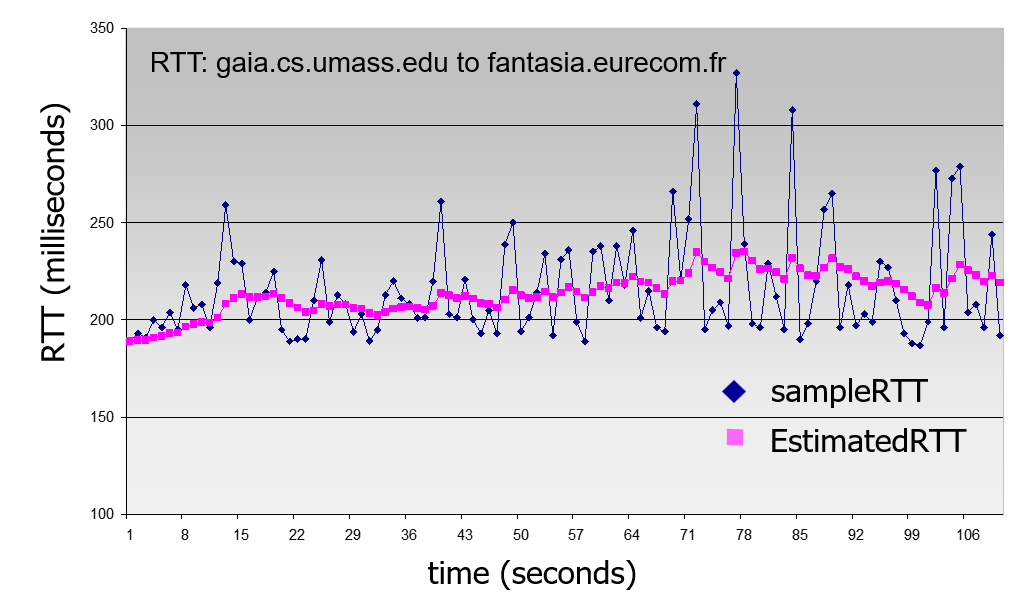 RTT: gaia.cs.umass.edu to fantasia.eurecom.fr
RTT (milliseconds)
350
300
250
200
150
100
sampleRTT
EstimatedRTT
1 8 15 22 29 36 43 50 57 64 71 78 85 92 99 106
time (seconds)